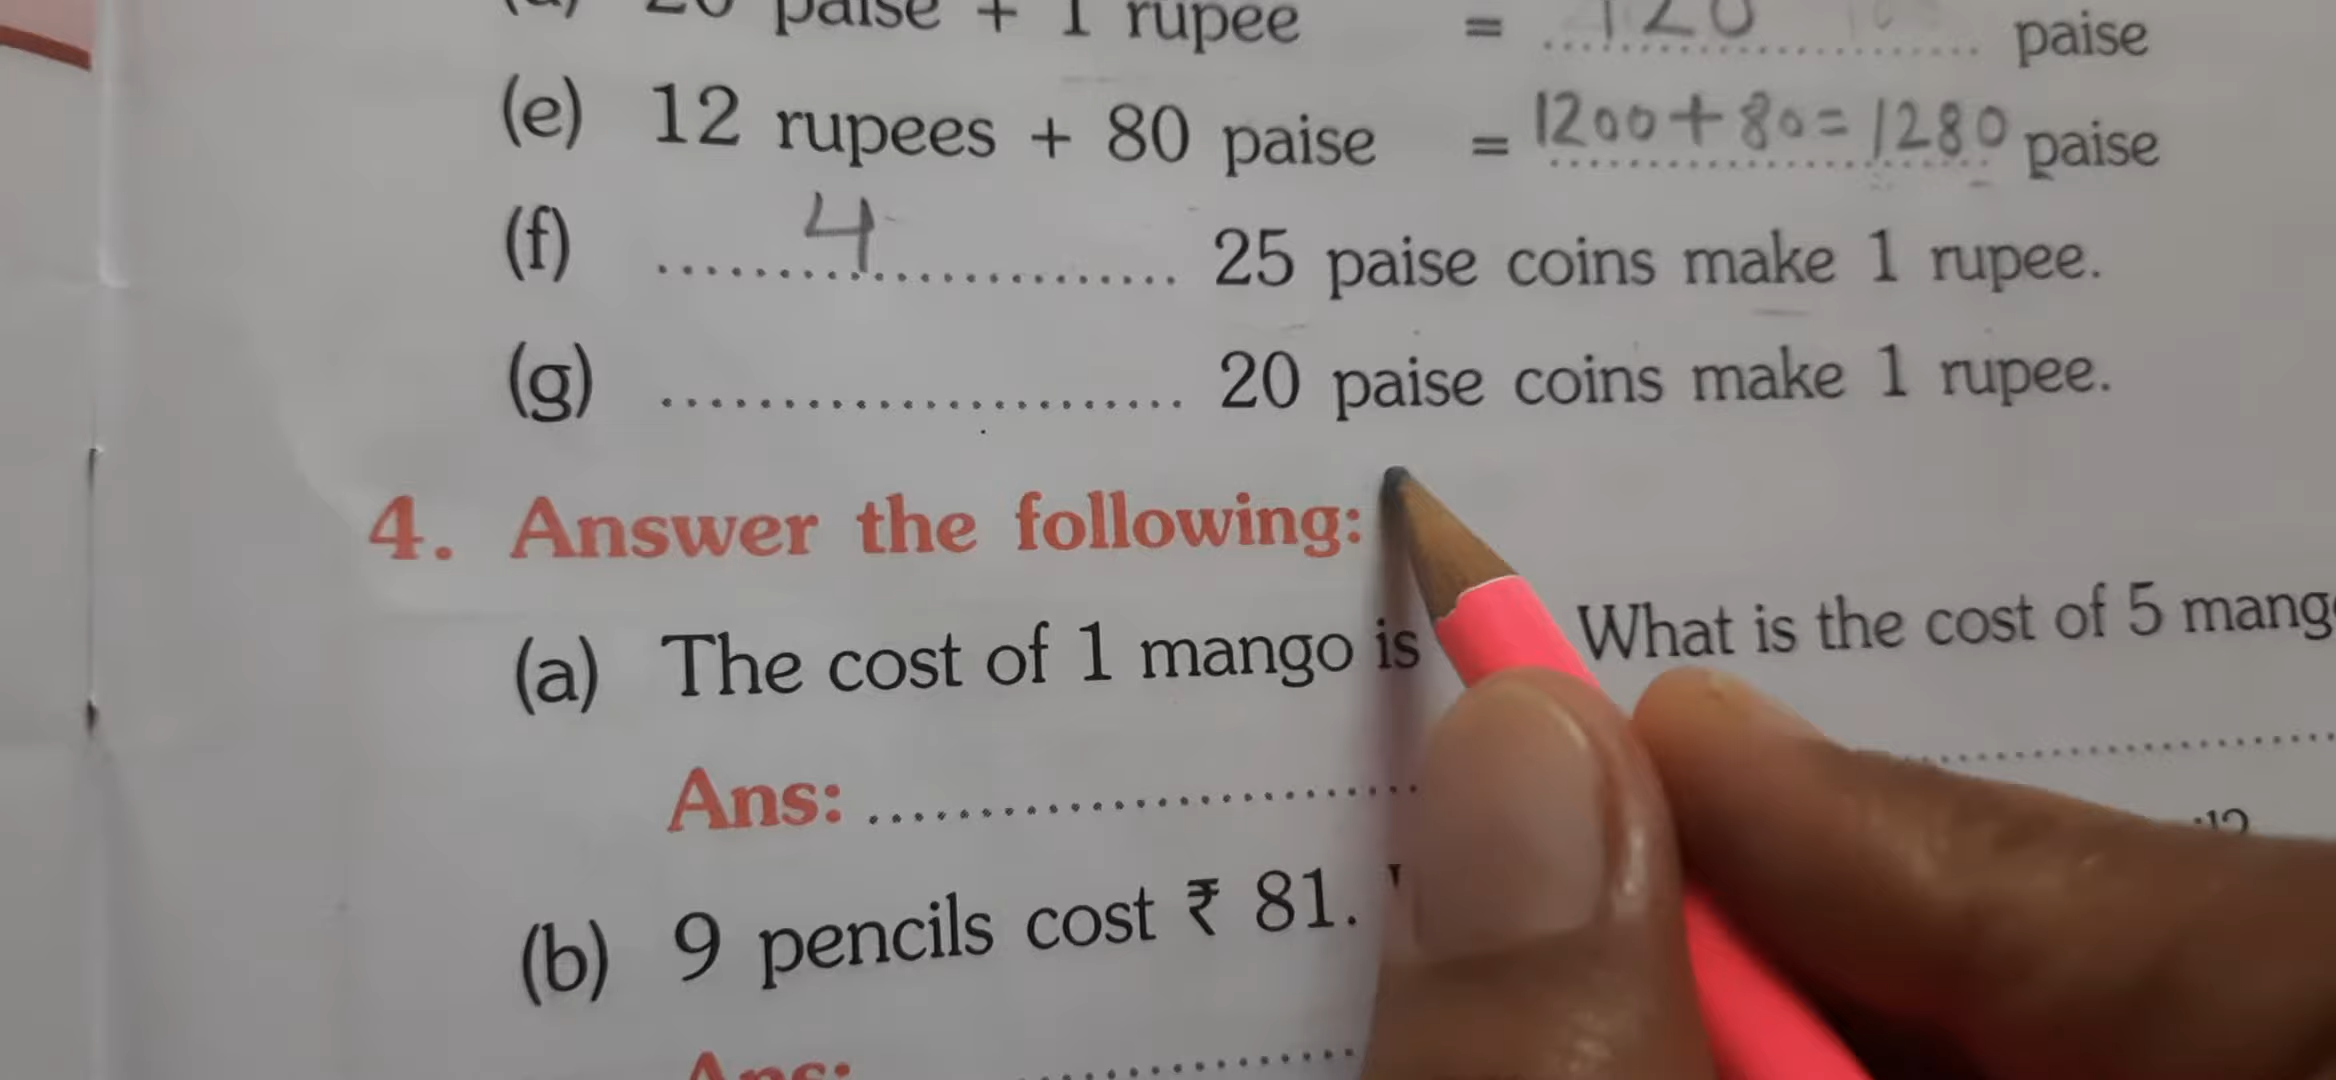 (d) 20 paise + 1 rupee = 120 paise
(e) 12 rupees + 80 paise = 1200+80=1280 paise
(f) ........4........ 25 paise coins make 1 rupee.
(g) ................ 20 paise coins make 1 rupee.
4. Answer the following:
(a) The cost of 1 mango is What is the cost of 5 mang
Ans: ................
(b) 9 pencils cost ₹ 81.
Ans: ................